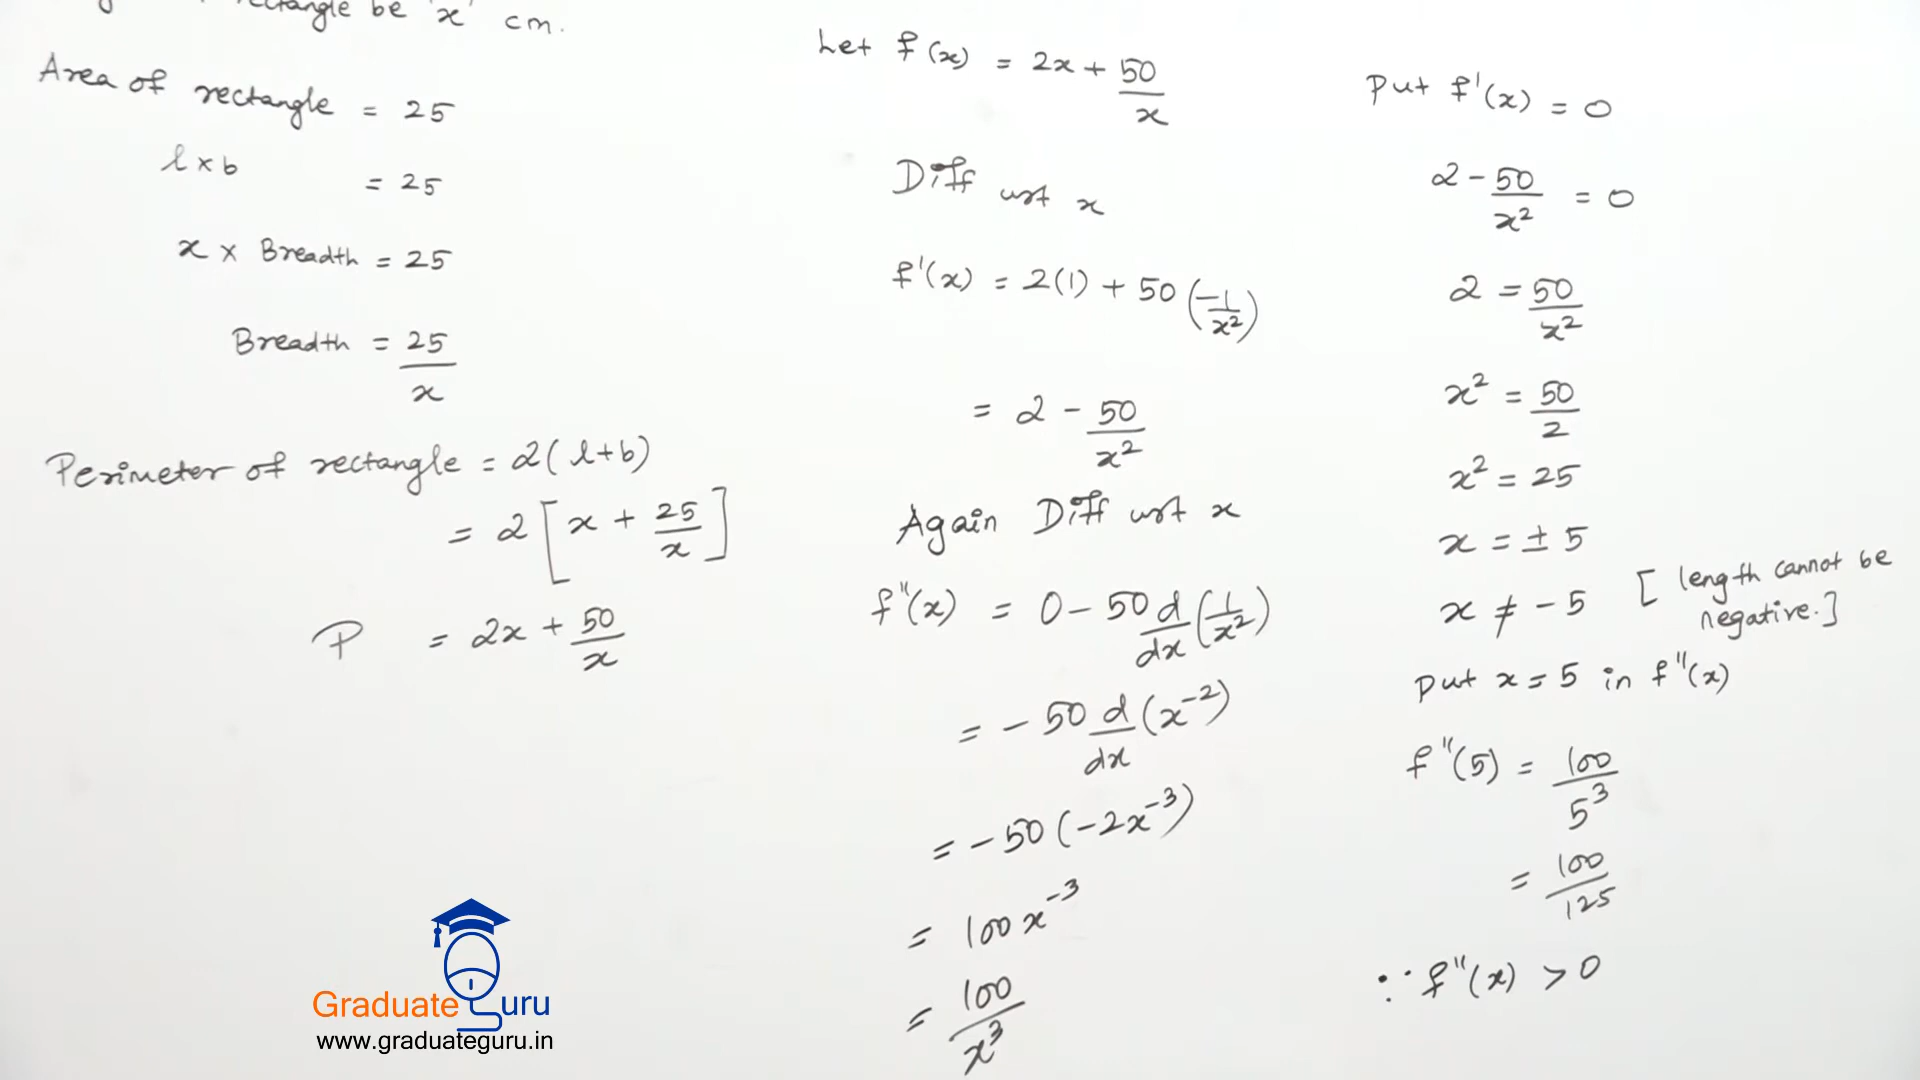 rectangle be 'x' cm.
Area of rectangle = 25
l × b = 25
x × Breadth = 25
Breadth = 25/x
Perimeter of rectangle = 2(l+b)
= 2[x + 25/x]
P = 2x + 50/x
Let f(x) = 2x + 50/x
Diff wrt x
f'(x) = 2(1) + 50(-1/x²)
= 2 - 50/x²
Again Diff wrt x
f"(x) = 0 - 50 d/dx(1/x²)
= - 50 d/dx(x⁻²)
= - 50(-2x⁻³)
= 100x⁻³
= 100/x³
Put f'(x) = 0
2 - 50/x² = 0
2 = 50/x²
x² = 50/2
x² = 25
x = ± 5
x ≠ - 5 [length cannot be
negative.]
Put x = 5 in f"(x)
f"(5) = 100/5³
= 100/125
∵ f"(x) > 0
Graduate Guru
www.graduateguru.in